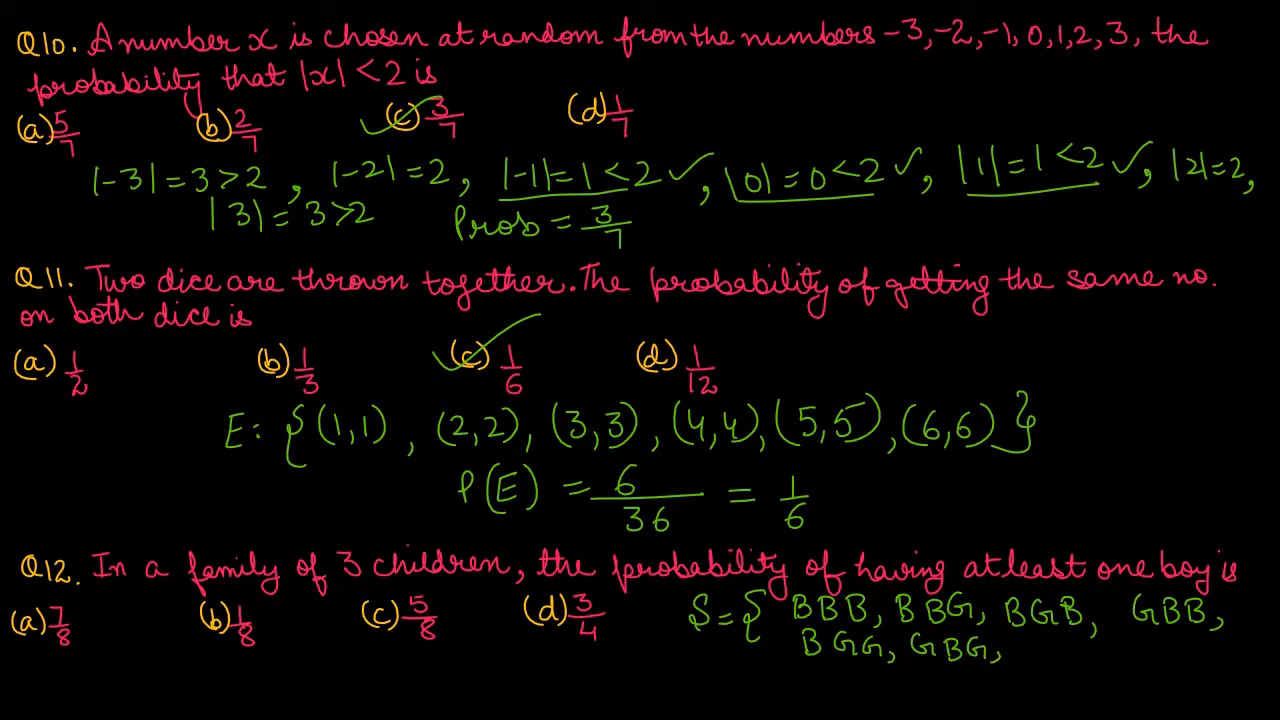 Q10. A number x is chosen at random from the numbers -3, -2, -1, 0, 1, 2, 3, the
probability that |x| < 2 is
(a) 5/7 (b) 2/7 (c) 3/7 (d) 1/7
|-3| = 3 > 2, |-2| = 2, |-1| = 1 < 2 ✓, |0| = 0 < 2 ✓, |1| = 1 < 2 ✓, |2| = 2,
|3| = 3 > 2 Prob = 3/7
Q11. Two dice are thrown together. The probability of getting the same no.
on both dice is
(a) 1/2 (b) 1/3 (c) 1/6 (d) 1/12
E: {(1,1), (2,2), (3,3), (4,4), (5,5), (6,6)}
P(E) = 6/36 = 1/6
Q12. In a family of 3 children, the probability of having at least one boy is
(a) 7/8 (b) 1/8 (c) 5/8 (d) 3/4 S = { BBB, BBG, BGB, GBB,
BGG, GBG,